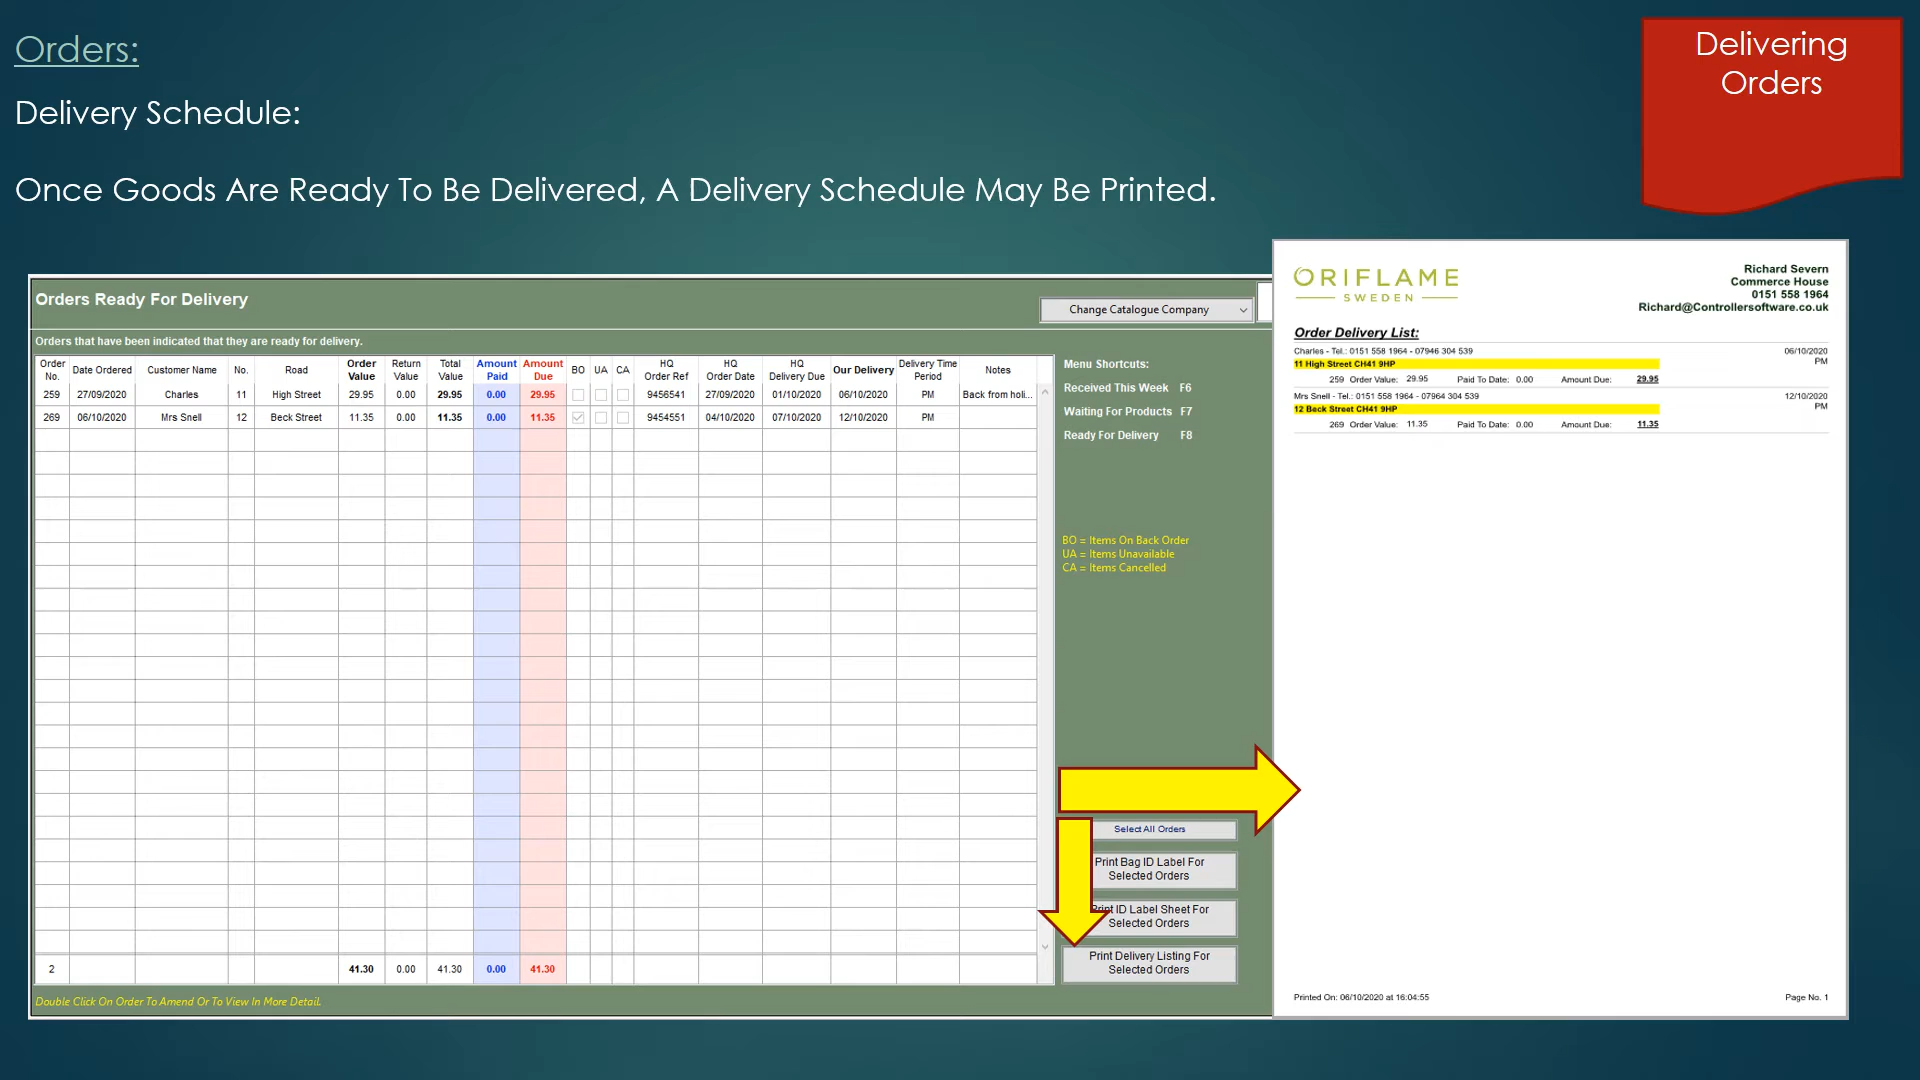 Orders:
Delivery Schedule:
Once Goods Are Ready To Be Delivered, A Delivery Schedule May Be Printed.
Delivering
Orders
Orders Ready For Delivery
Change Catalogue Company
Orders that have been indicated that they are ready for delivery.
Order No. Date Ordered Customer Name No. Road Order Value Return Value Total Value Amount Paid Amount Due BO UA CA HQ Order Ref HQ Order Date HQ Delivery Due Our Delivery Delivery Time Period Notes
259 27/09/2020 Charles 11 High Street 29.95 0.00 29.95 0.00 29.95 9456541 27/09/2020 01/10/2020 06/10/2020 PM Back from holi...
269 06/10/2020 Mrs Snell 12 Beck Street 11.35 0.00 11.35 0.00 11.35 9454551 04/10/2020 07/10/2020 12/10/2020 PM
2 41.30 0.00 41.30 0.00 41.30
Double Click On Order To Amend Or To View In More Detail.
Menu Shortcuts:
Received This Week F6
Waiting For Products F7
Ready For Delivery F8
BO = Items On Back Order
UA = Items Unavailable
CA = Items Cancelled
Select All Orders
Print Bag ID Label For
Selected Orders
Print ID Label Sheet For
Selected Orders
Print Delivery Listing For
Selected Orders
ORIFLAME
SWEDEN
Richard Severn
Commerce House
0151 558 1964
Richard@Controllersoftware.co.uk
Order Delivery List:
Charles - Tel.: 0151 558 1964 - 07946 304 539 06/10/2020
11 High Street CH41 9HP PM
259 Order Value: 29.95 Paid To Date: 0.00 Amount Due: 29.95
Mrs Snell - Tel.: 0151 558 1964 - 07964 304 539 12/10/2020
12 Beck Street CH41 9HP PM
269 Order Value: 11.35 Paid To Date: 0.00 Amount Due: 11.35
Printed On: 06/10/2020 at 16:04:55 Page No. 1